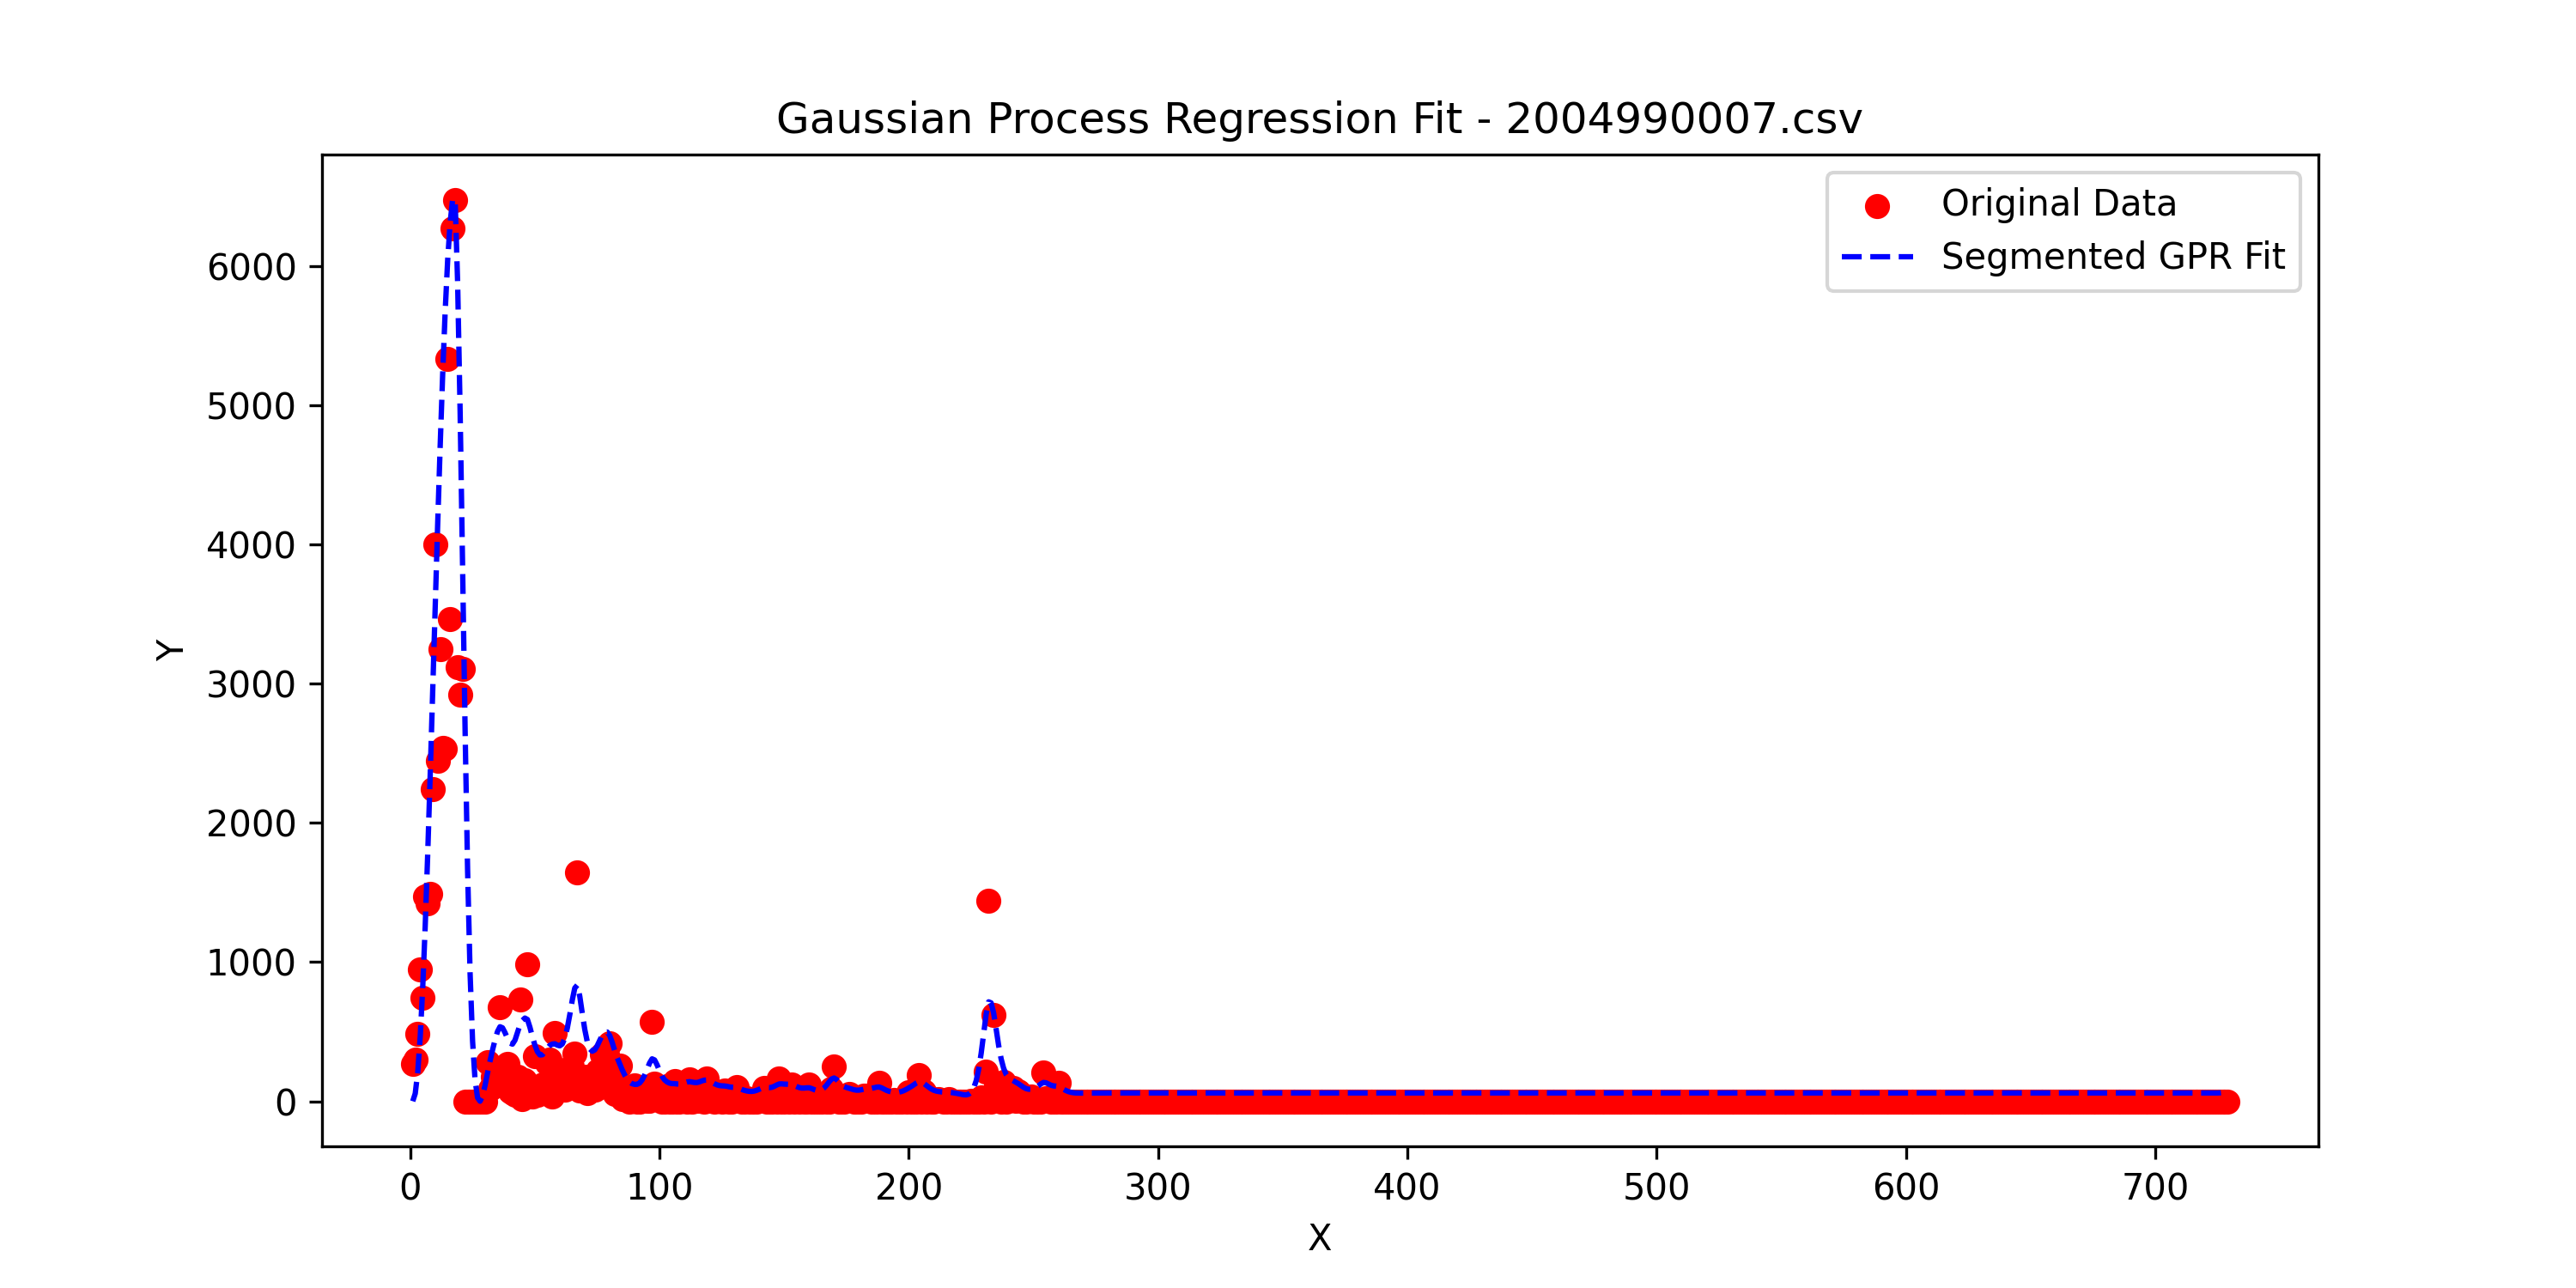 Gaussian Process Regression Fit - 2004990007.csv
Original Data
Segmented GPR Fit
6000
5000
4000
3000
2000
1000
0
Y
0 100 200 300 400 500 600 700
X